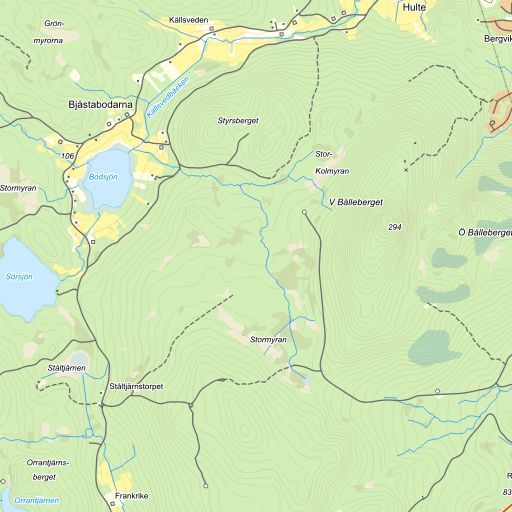 Källsveden
Hulte
Grön-
myrorna
Bergvik
Bjåstabodarna
Källsvedbäcken
Styrsberget
106
Stor-
Kolmyran
Bodsjön
Stormyran
V Bålleberget
294
Ö Bålleberget
Sörsjön
Stormyran
Ståltjärnen
Ståltjärnstorpet
Orrantjärns-
berget
R
83
Frankrike
Orrantjärnen